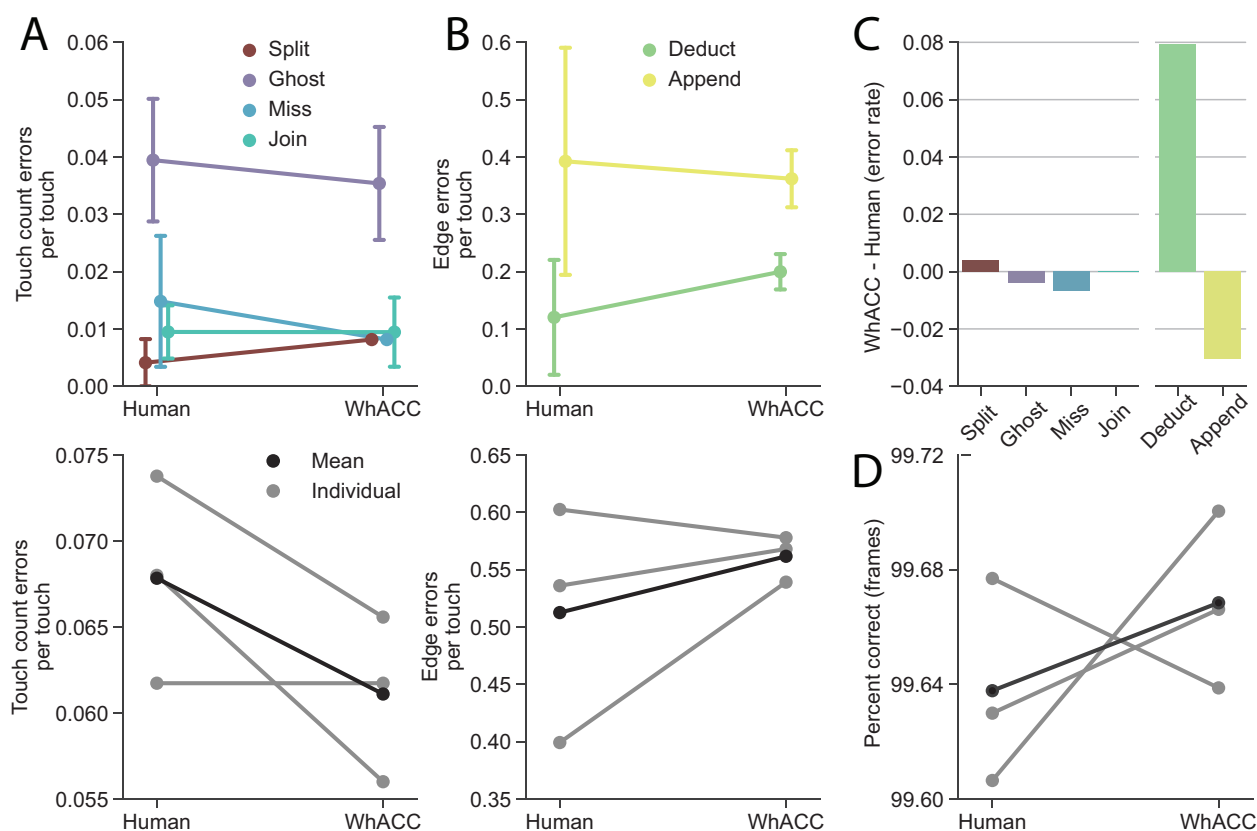 A
Touch count errors
per touch
0.06
0.05
0.04
0.03
0.02
0.01
0.00
Split
Ghost
Miss
Join
Human
WhACC
B
Edge errors
per touch
0.6
0.5
0.4
0.3
0.2
0.1
0.0
Deduct
Append
Human
WhACC
C
WhACC - Human (error rate)
0.08
0.06
0.04
0.02
0.00
−0.02
−0.04
Split
Ghost
Miss
Join
Deduct
Append
Touch count errors
per touch
0.075
0.070
0.065
0.060
0.055
Mean
Individual
Human
WhACC
Edge errors
per touch
0.65
0.60
0.55
0.50
0.45
0.40
0.35
Human
WhACC
D
Percent correct (frames)
99.72
99.68
99.64
99.60
Human
WhACC